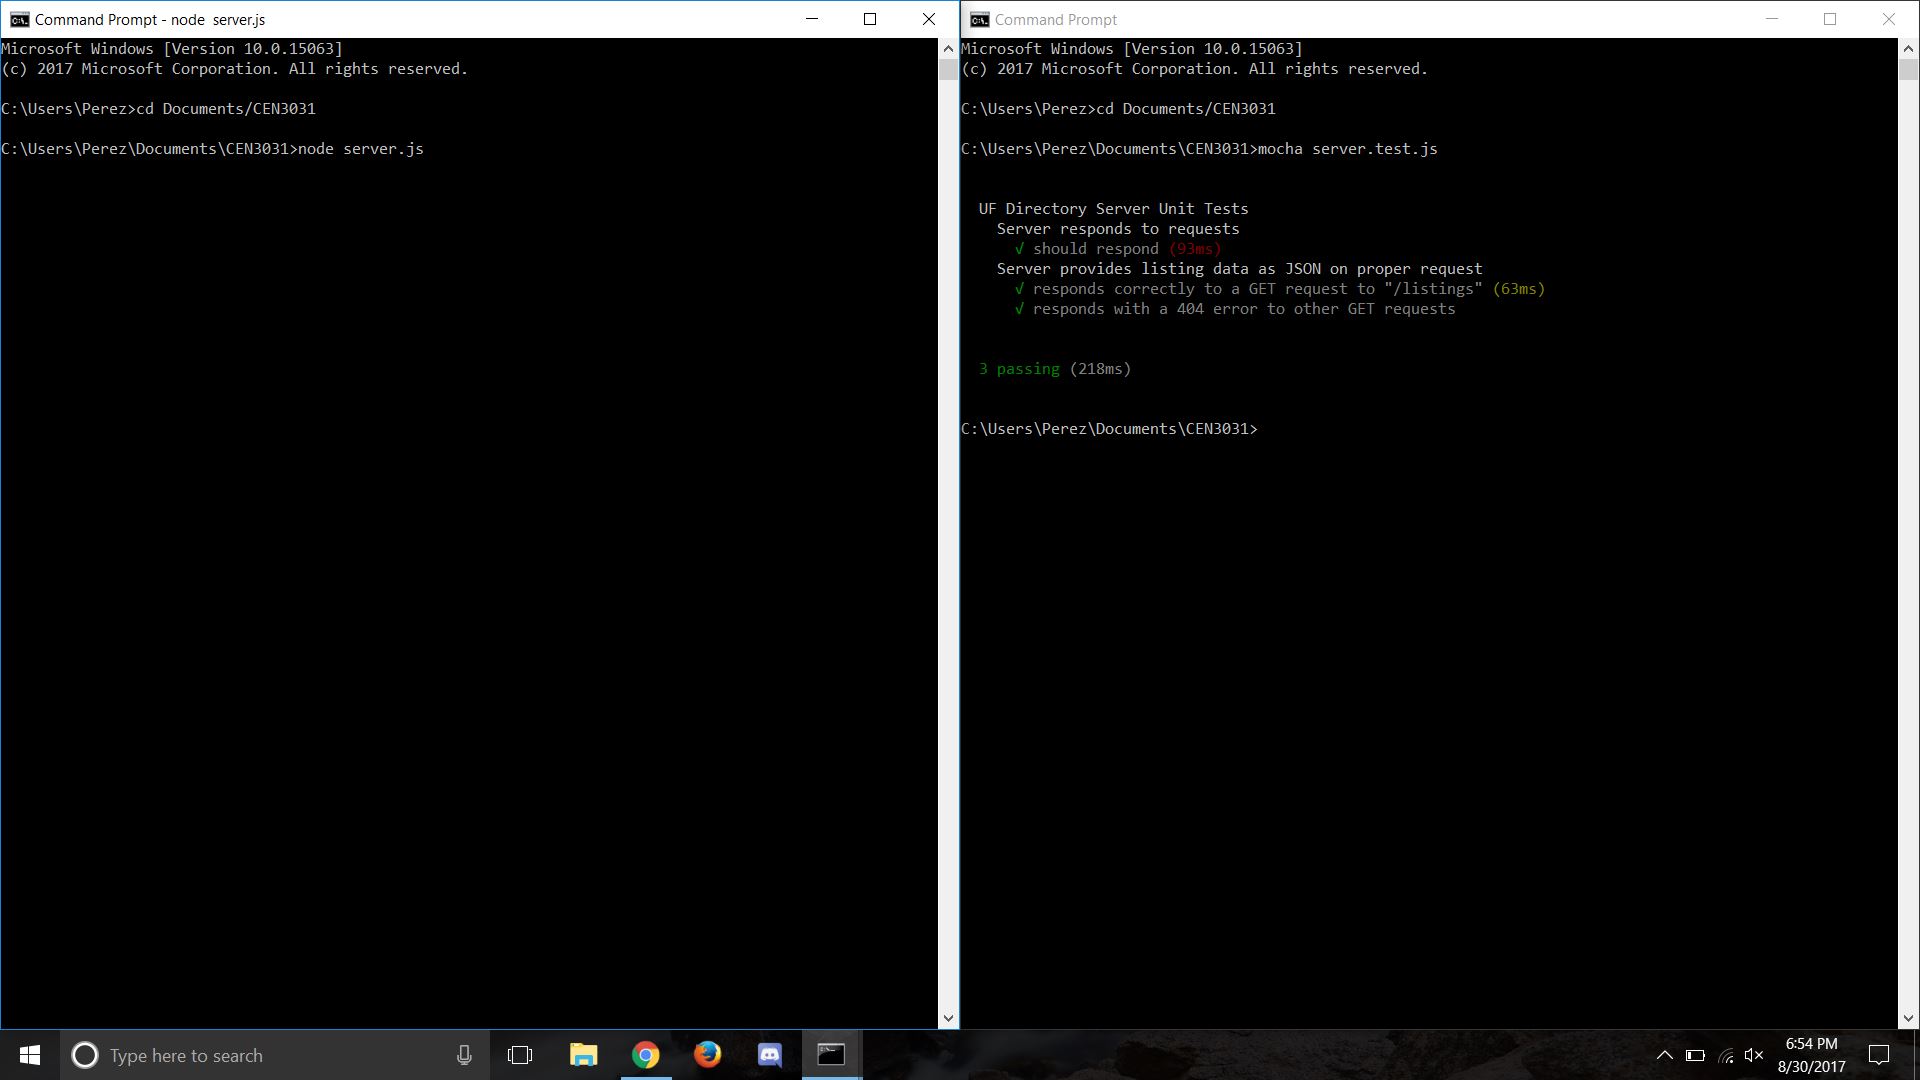 Command Prompt - node  server.js
Microsoft Windows [Version 10.0.15063]
(c) 2017 Microsoft Corporation. All rights reserved.
C:\Users\Perez>cd Documents/CEN3031
C:\Users\Perez\Documents\CEN3031>node server.js
Command Prompt
Microsoft Windows [Version 10.0.15063]
(c) 2017 Microsoft Corporation. All rights reserved.
C:\Users\Perez>cd Documents/CEN3031
C:\Users\Perez\Documents\CEN3031>mocha server.test.js
UF Directory Server Unit Tests
Server responds to requests
√ should respond (93ms)
Server provides listing data as JSON on proper request
√ responds correctly to a GET request to "/listings" (63ms)
√ responds with a 404 error to other GET requests
3 passing (218ms)
C:\Users\Perez\Documents\CEN3031>
Type here to search
6:54 PM
8/30/2017